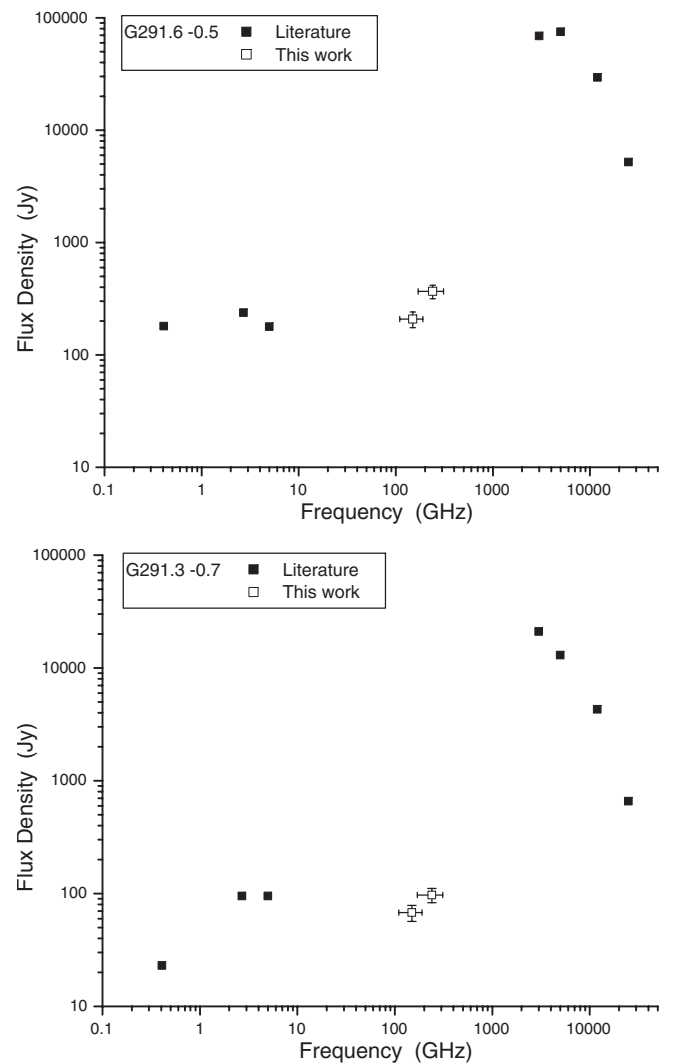 G291.6 -0.5
Literature
This work
100000
10000
1000
100
10
Flux Density (Jy)
0.1 1 10 100 1000 10000
Frequency (GHz)
G291.3 -0.7
Literature
This work
100000
10000
1000
100
10
Flux Density (Jy)
0.1 1 10 100 1000 10000
Frequency (GHz)